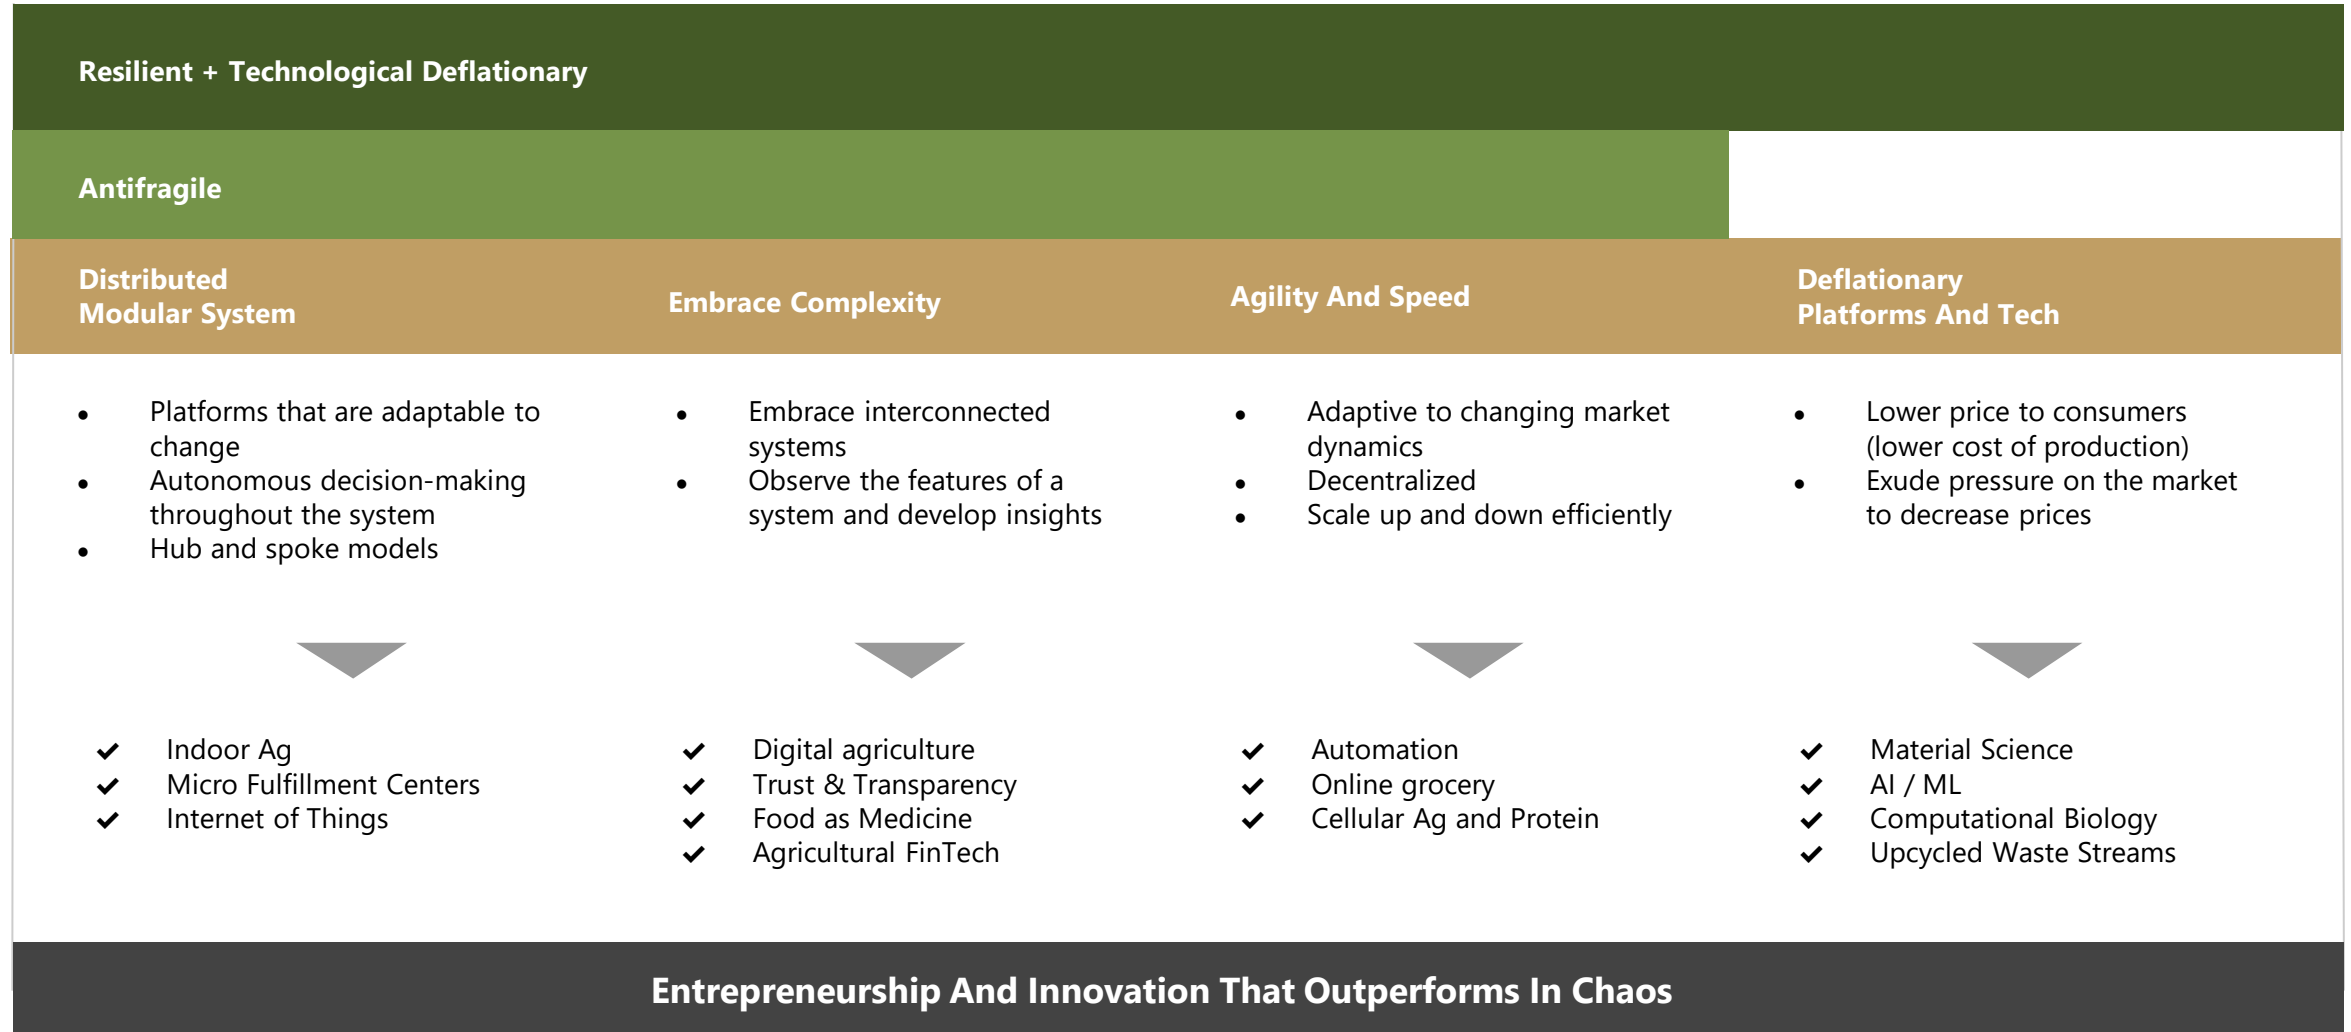 Resilient + Technological Deflationary
Antifragile
Distributed
Modular System
Embrace Complexity
Agility And Speed
Deflationary
Platforms And Tech
● Platforms that are adaptable to
change
● Autonomous decision-making
throughout the system
● Hub and spoke models
● Embrace interconnected
systems
● Observe the features of a
system and develop insights
● Adaptive to changing market
dynamics
● Decentralized
● Scale up and down efficiently
● Lower price to consumers
(lower cost of production)
● Exude pressure on the market
to decrease prices
✔ Indoor Ag
✔ Micro Fulfillment Centers
✔ Internet of Things
✔ Digital agriculture
✔ Trust & Transparency
✔ Food as Medicine
✔ Agricultural FinTech
✔ Automation
✔ Online grocery
✔ Cellular Ag and Protein
✔ Material Science
✔ AI / ML
✔ Computational Biology
✔ Upcycled Waste Streams
Entrepreneurship And Innovation That Outperforms In Chaos